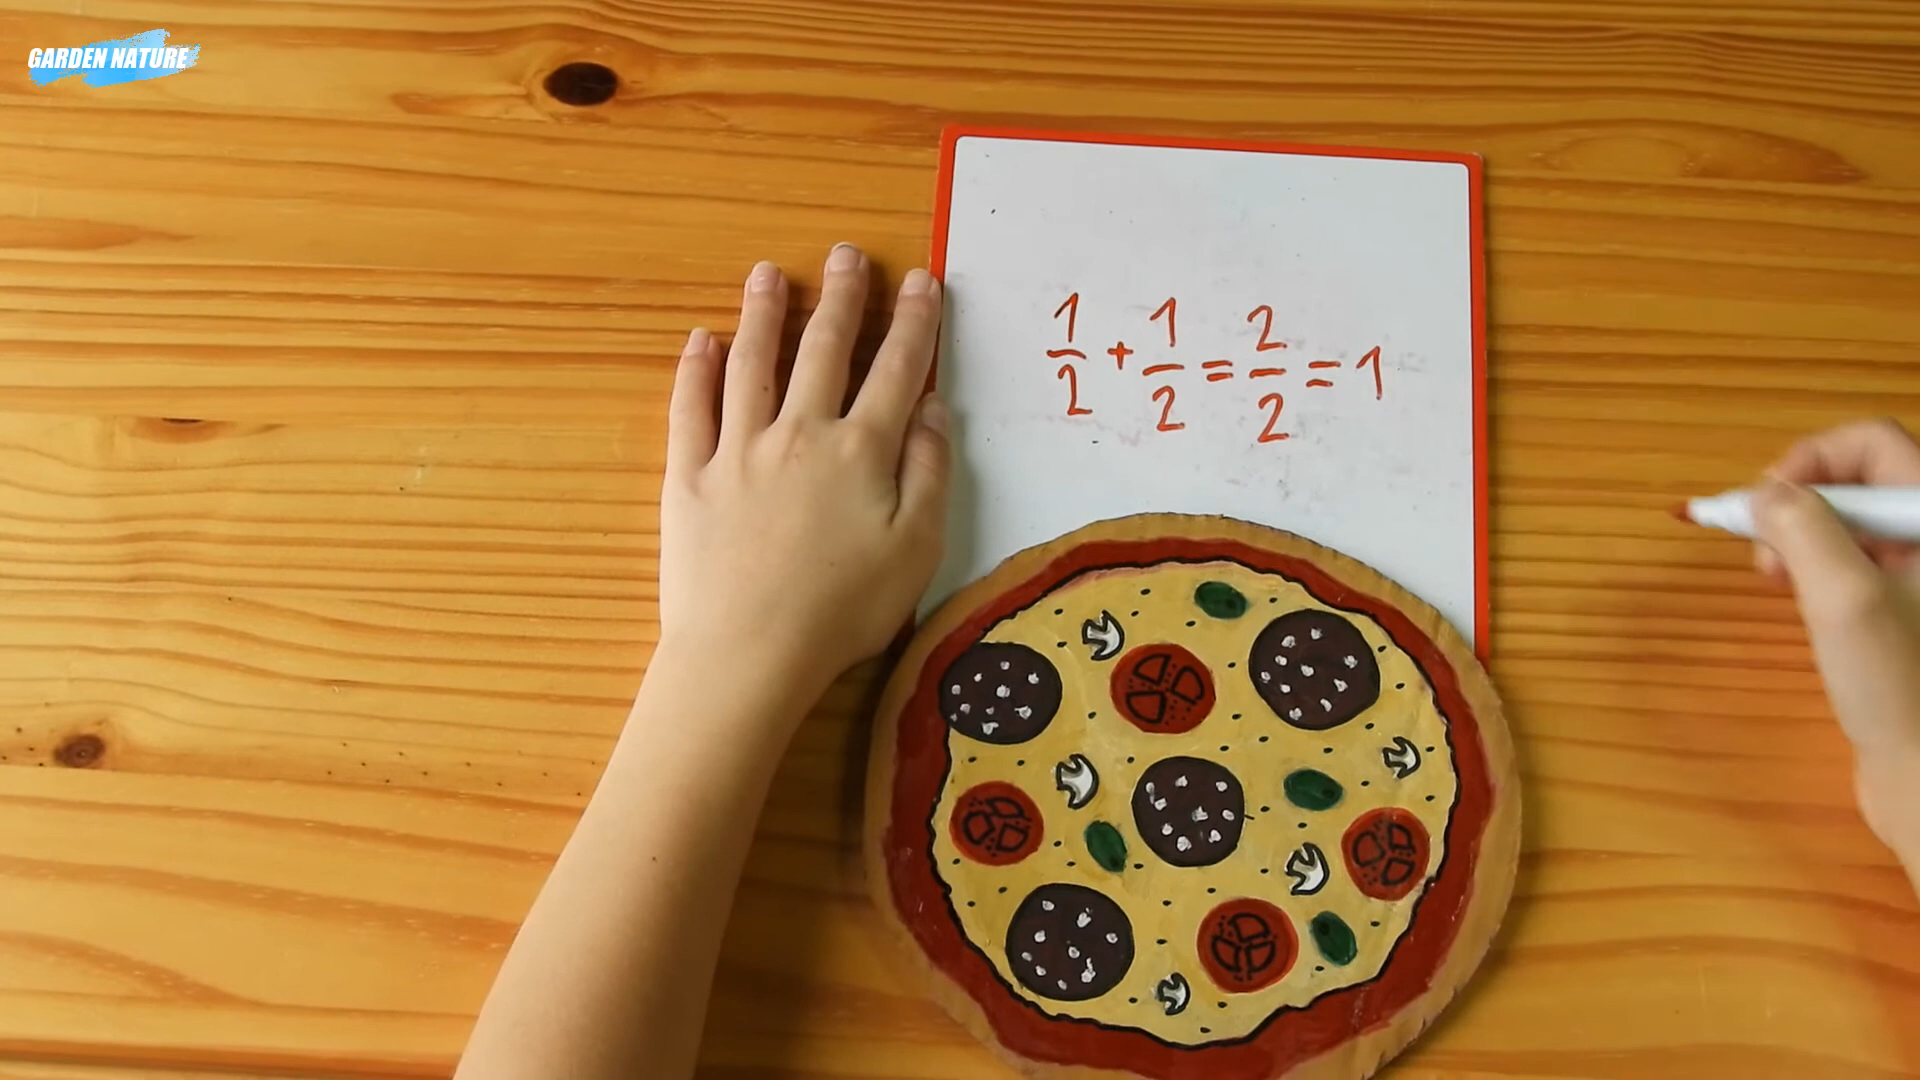 GARDEN NATURE
1/2 + 1/2 = 2/2 = 1